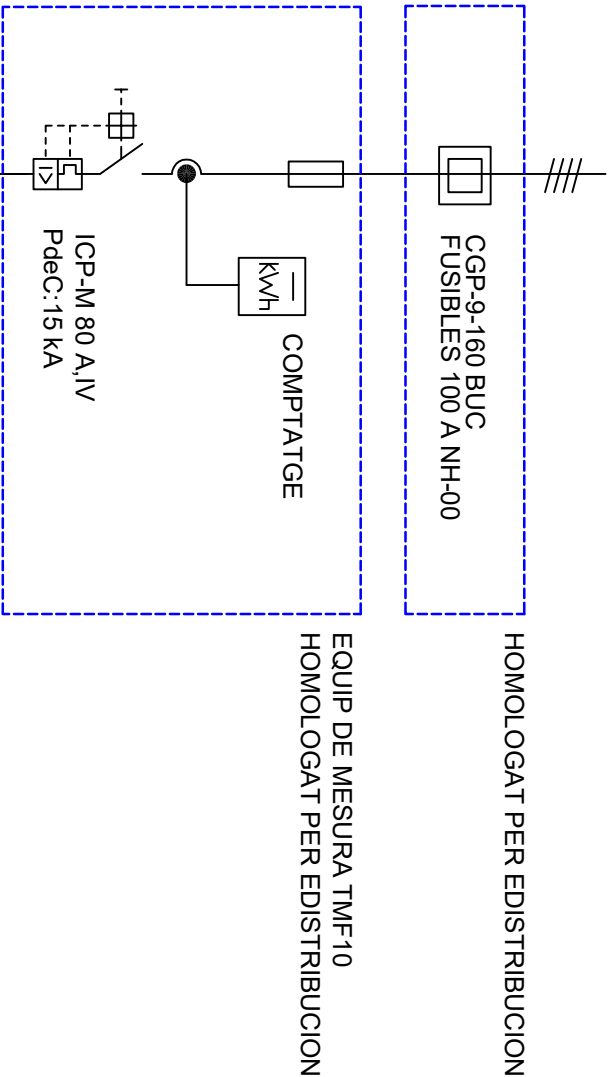 CGP-9-160 BUC
FUSIBLES 100 A NH-00
HOMOLOGAT PER EDISTRIBUCION
kWh
COMPTATGE
EQUIP DE MESURA TMF10
HOMOLOGAT PER EDISTRIBUCION
I>
ICP-M 80 A,IV
PdeC:15 kA